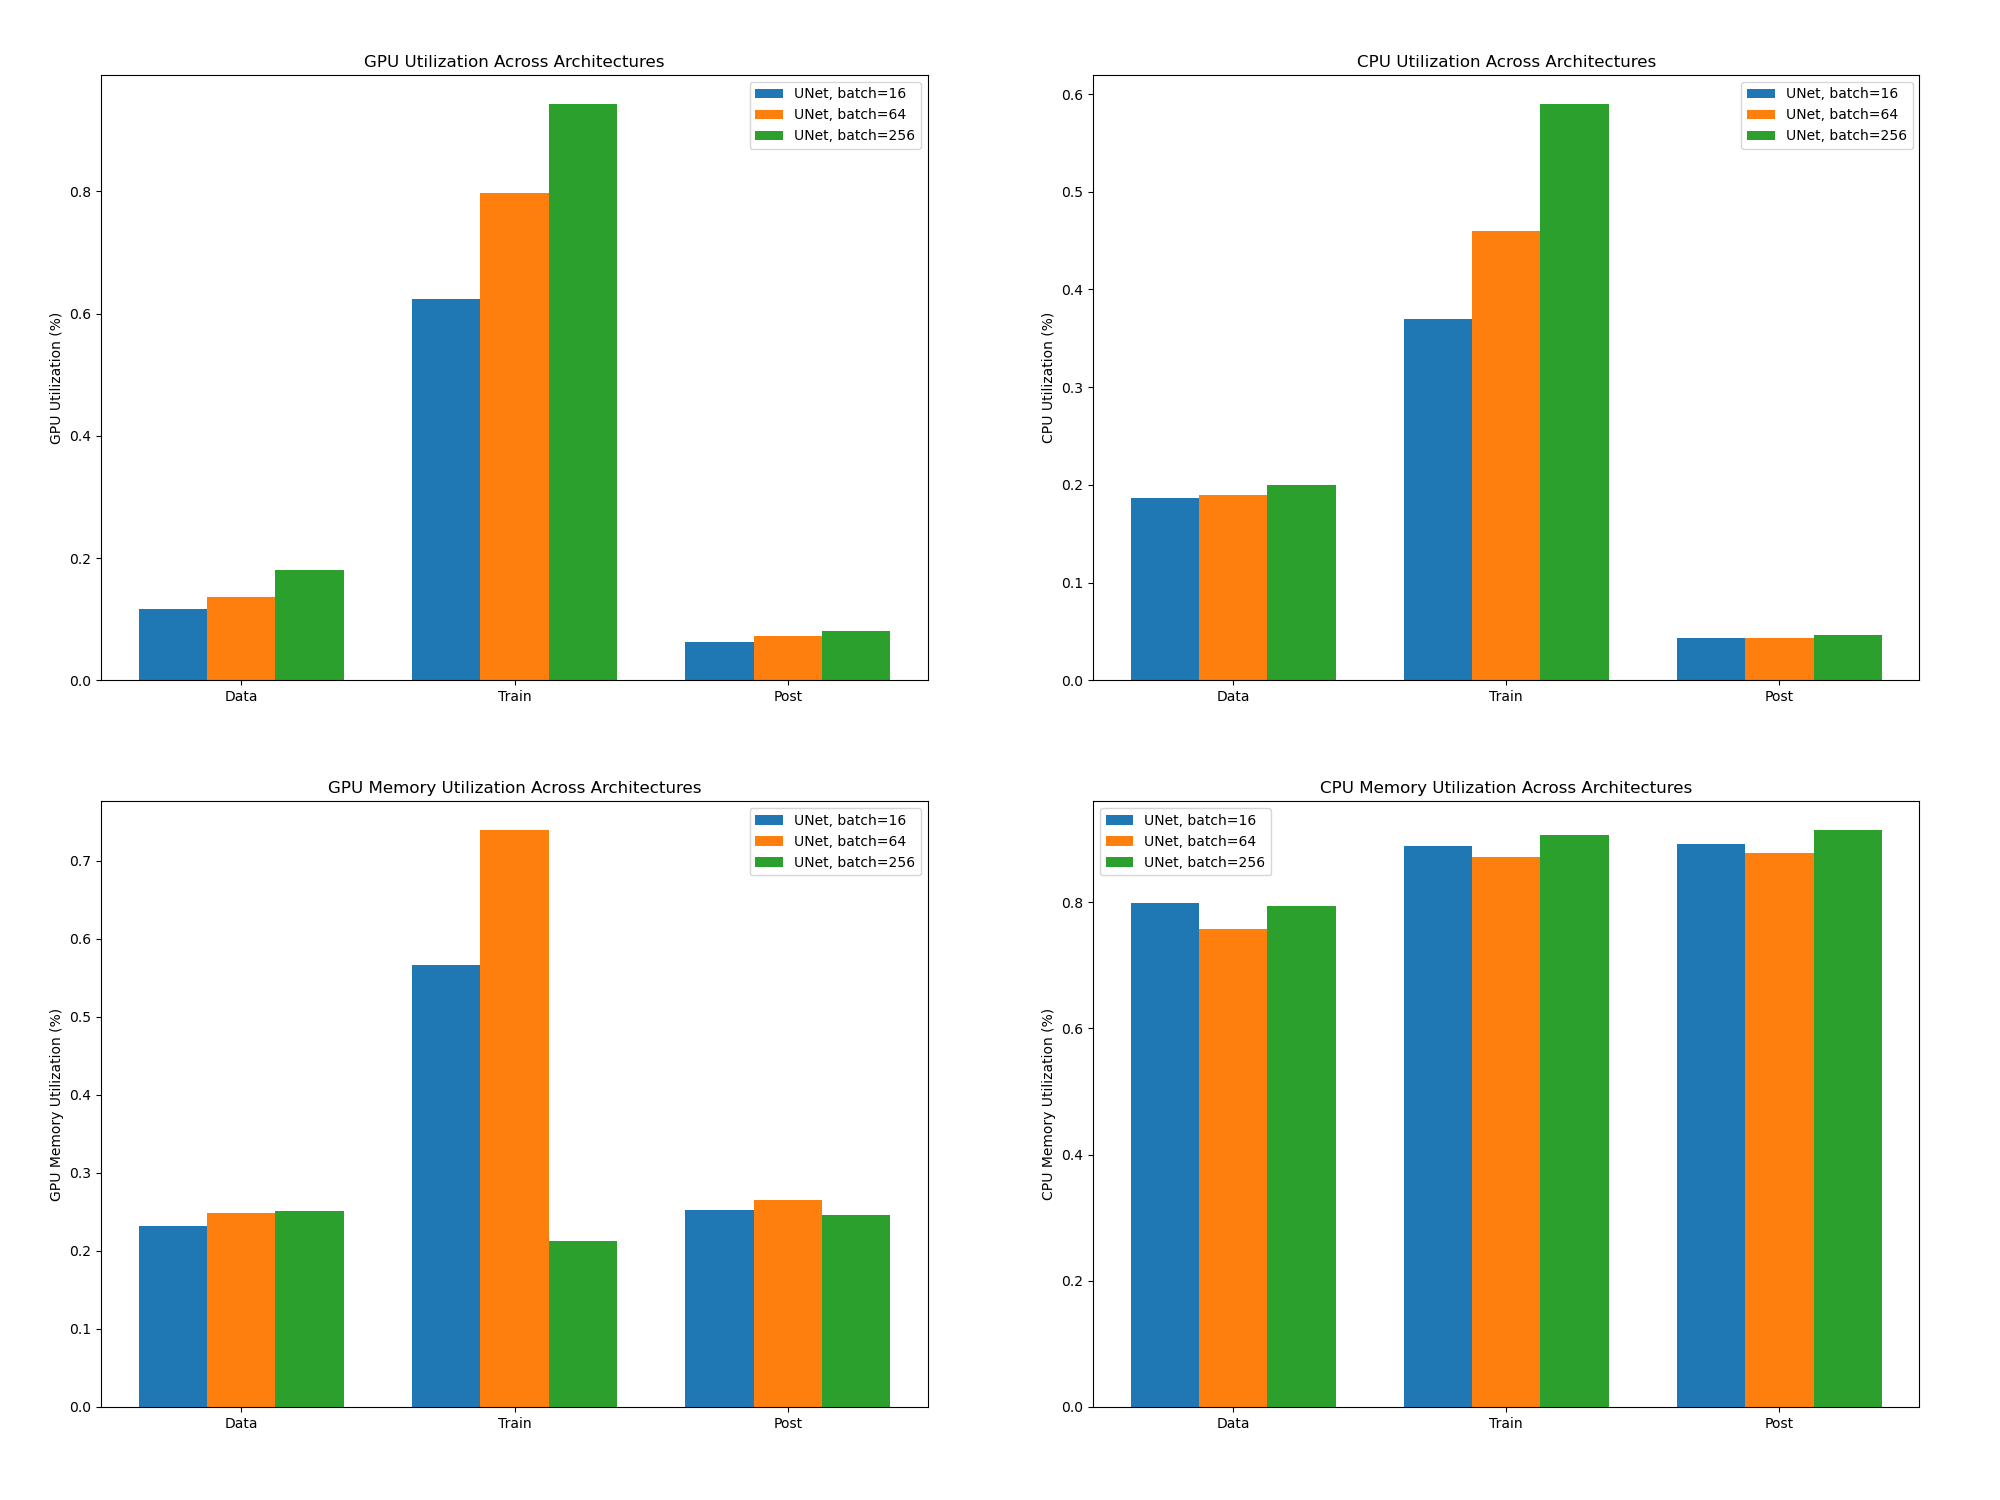 GPU Utilization Across Architectures
GPU Utilization (%)
0.8
0.6
0.4
0.2
0.0
UNet, batch=16
UNet, batch=64
UNet, batch=256
Data
Train
Post
CPU Utilization Across Architectures
CPU Utilization (%)
0.6
0.5
0.4
0.3
0.2
0.1
0.0
UNet, batch=16
UNet, batch=64
UNet, batch=256
Data
Train
Post
GPU Memory Utilization Across Architectures
GPU Memory Utilization (%)
0.7
0.6
0.5
0.4
0.3
0.2
0.1
0.0
UNet, batch=16
UNet, batch=64
UNet, batch=256
Data
Train
Post
CPU Memory Utilization Across Architectures
CPU Memory Utilization (%)
0.8
0.6
0.4
0.2
0.0
UNet, batch=16
UNet, batch=64
UNet, batch=256
Data
Train
Post